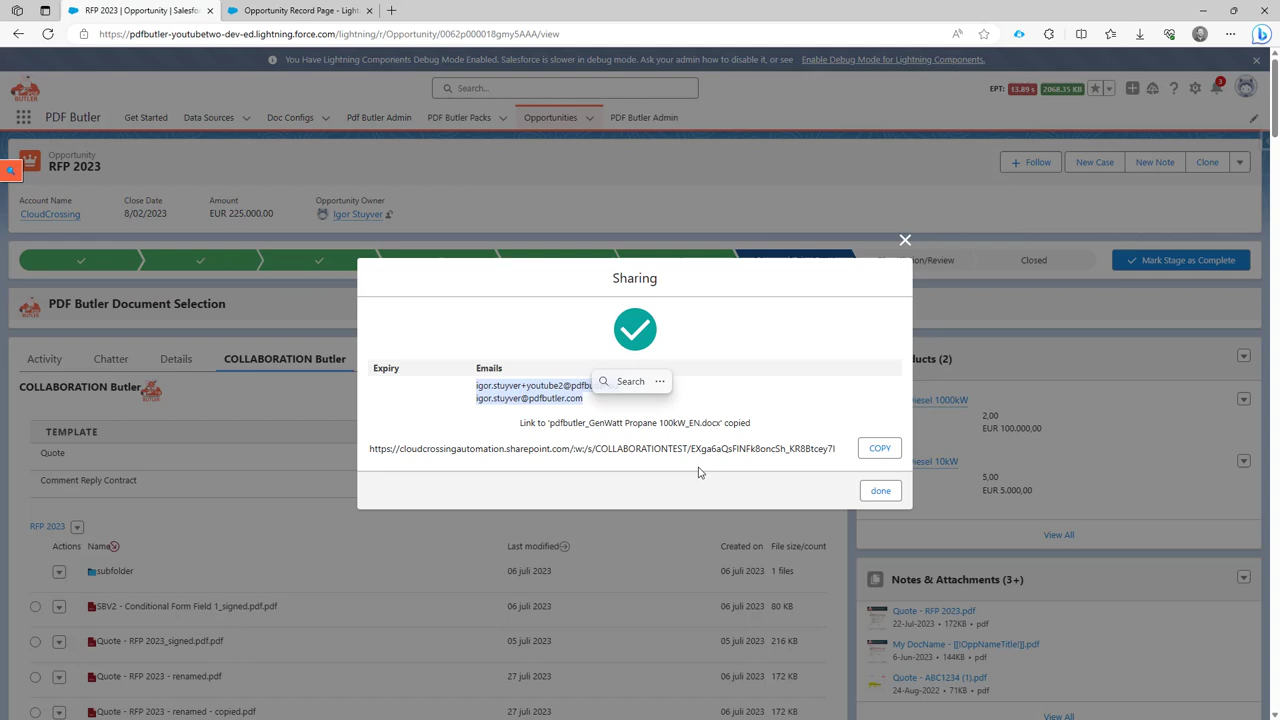 RFP 2023 | Opportunity | Salesfo
Opportunity Record Page - Light
https://pdfbutler-youtubetwo-dev-ed.lightning.force.com/lightning/r/Opportunity/0062p000018gmy5AAA/view
You Have Lightning Components Debug Mode Enabled. Salesforce is slower in debug mode. Ask your admin how to disable it, or see Enable Debug Mode for Lightning Components.
BUTLER
Search...
EPT: 13.89 s 2068.35 KB
3
PDF Butler
Get Started
Data Sources
Doc Configs
Pdf Butler Admin
PDF Butler Packs
Opportunities
PDF Butler Admin
Opportunity
RFP 2023
Follow
New Case
New Note
Clone
Account Name
CloudCrossing
Close Date
8/02/2023
Amount
EUR 225.000,00
Opportunity Owner
Igor Stuyver
Closed
Mark Stage as Complete
PDF Butler Document Selection
Activity
Chatter
Details
COLLABORATION Butler
COLLABORATION Butler
TEMPLATE
Quote
Comment Reply Contract
RFP 2023
Actions
Name
Last modified
Created on
File size/count
subfolder
06 juli 2023
06 juli 2023
1 files
SBV2 - Conditional Form Field 1_signed.pdf.pdf
06 juli 2023
06 juli 2023
80 KB
Quote - RFP 2023_signed.pdf.pdf
05 juli 2023
05 juli 2023
216 KB
Quote - RFP 2023 - renamed.pdf
27 juli 2023
06 juli 2023
172 KB
Quote - RFP 2023 - renamed - copied.pdf
27 juli 2023
06 juli 2023
172 KB
Sharing
Expiry
Emails
igor.stuyver+youtube2@pdfbu
igor.stuyver@pdfbutler.com
Search
Link to 'pdfbutler_GenWatt Propane 100kW_EN.docx' copied
https://cloudcrossingautomation.sharepoint.com/:w:/s/COLLABORATIONTEST/EXga6aQsFINFk8oncSh_KR8Btcey7I
COPY
done
ducts (2)
Diesel 1000kW
2,00
EUR 100.000,00
iesel 10kW
5,00
EUR 5.000,00
View All
Notes & Attachments (3+)
Quote - RFP 2023.pdf
22-Jul-2023 • 172KB • pdf
My DocName - [[!OppNameTitle!]].pdf
6-Jun-2023 • 144KB • pdf
Quote - ABC1234 (1).pdf
24-Aug-2022 • 71KB • pdf
View All